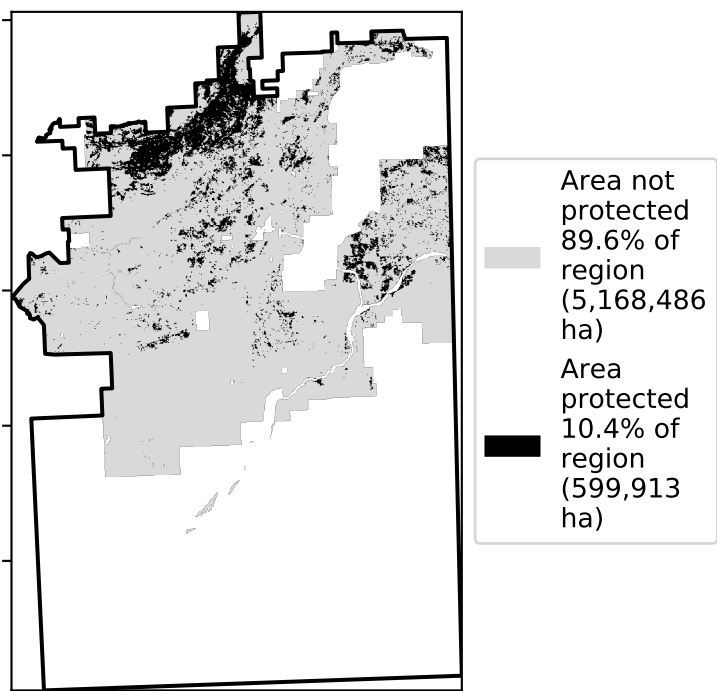 Area not
protected
89.6% of
region
(5,168,486
ha)
Area
protected
10.4% of
region
(599,913
ha)